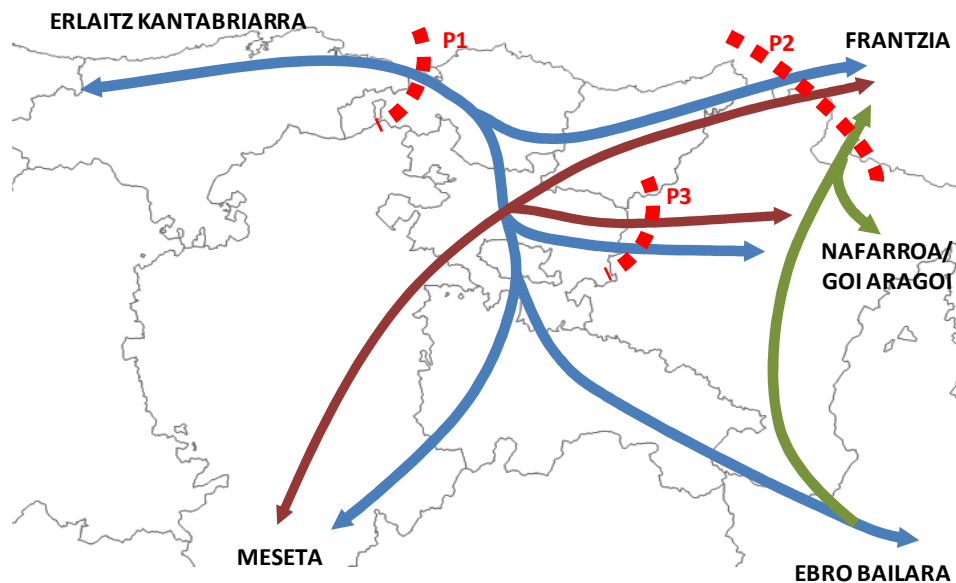 ERLAITZ KANTABRIARRA
P1
P2
FRANTZIA
P3
NAFARROA/
GOI ARAGOI
MESETA
EBRO BAILARA